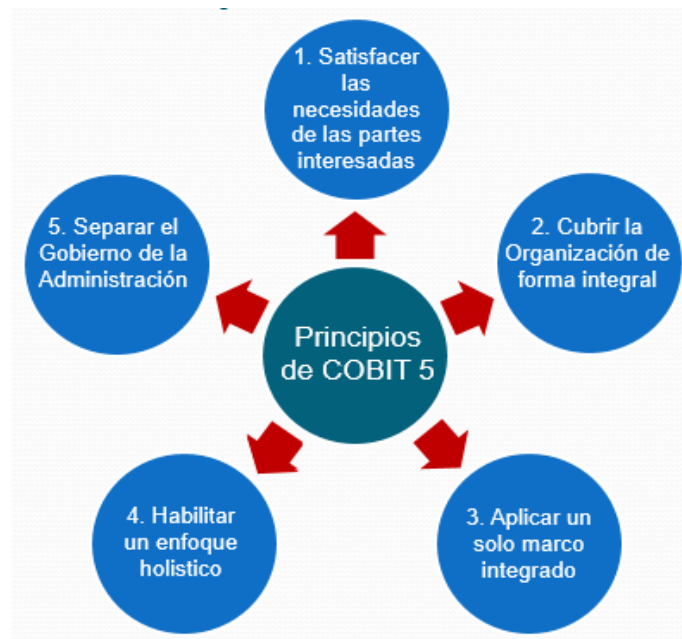 1. Satisfacer
las
necesidades
de las partes
interesadas
2. Cubrir la
Organización de
forma integral
3. Aplicar un
solo marco
integrado
4. Habilitar
un enfoque
holistico
5. Separar el
Gobierno de la
Administración
Principios
de COBIT 5